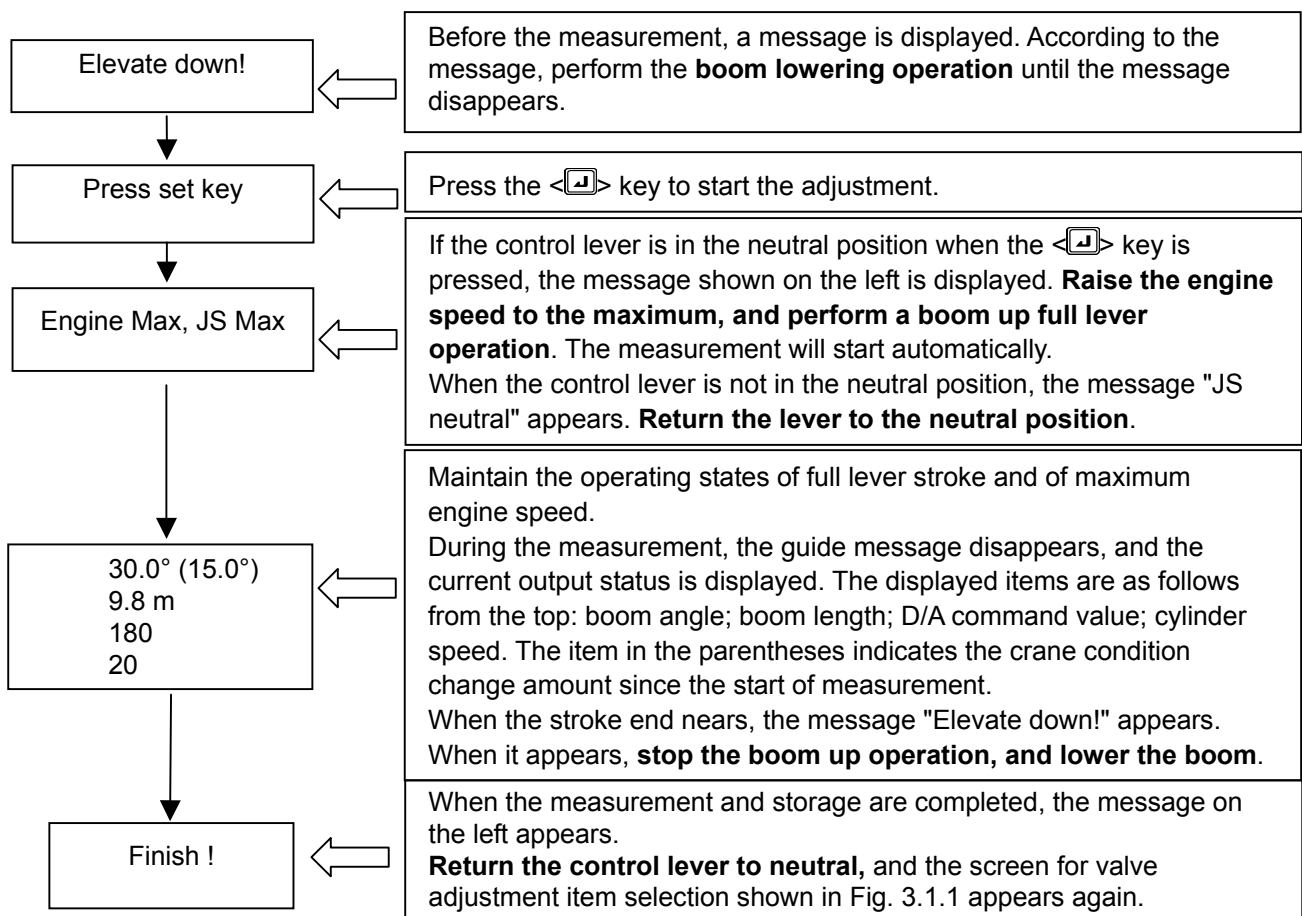 Elevate down!
Before the measurement, a message is displayed. According to the
message, perform the boom lowering operation until the message
disappears.
Press set key
Press the <↵> key to start the adjustment.
Engine Max, JS Max
If the control lever is in the neutral position when the <↵> key is
pressed, the message shown on the left is displayed. Raise the engine
speed to the maximum, and perform a boom up full lever
operation. The measurement will start automatically.
When the control lever is not in the neutral position, the message "JS
neutral" appears. Return the lever to the neutral position.
30.0° (15.0°)
9.8 m
180
20
Maintain the operating states of full lever stroke and of maximum
engine speed.
During the measurement, the guide message disappears, and the
current output status is displayed. The displayed items are as follows
from the top: boom angle; boom length; D/A command value; cylinder
speed. The item in the parentheses indicates the crane condition
change amount since the start of measurement.
When the stroke end nears, the message "Elevate down!" appears.
When it appears, stop the boom up operation, and lower the boom.
Finish !
When the measurement and storage are completed, the message on
the left appears.
Return the control lever to neutral, and the screen for valve
adjustment item selection shown in Fig. 3.1.1 appears again.